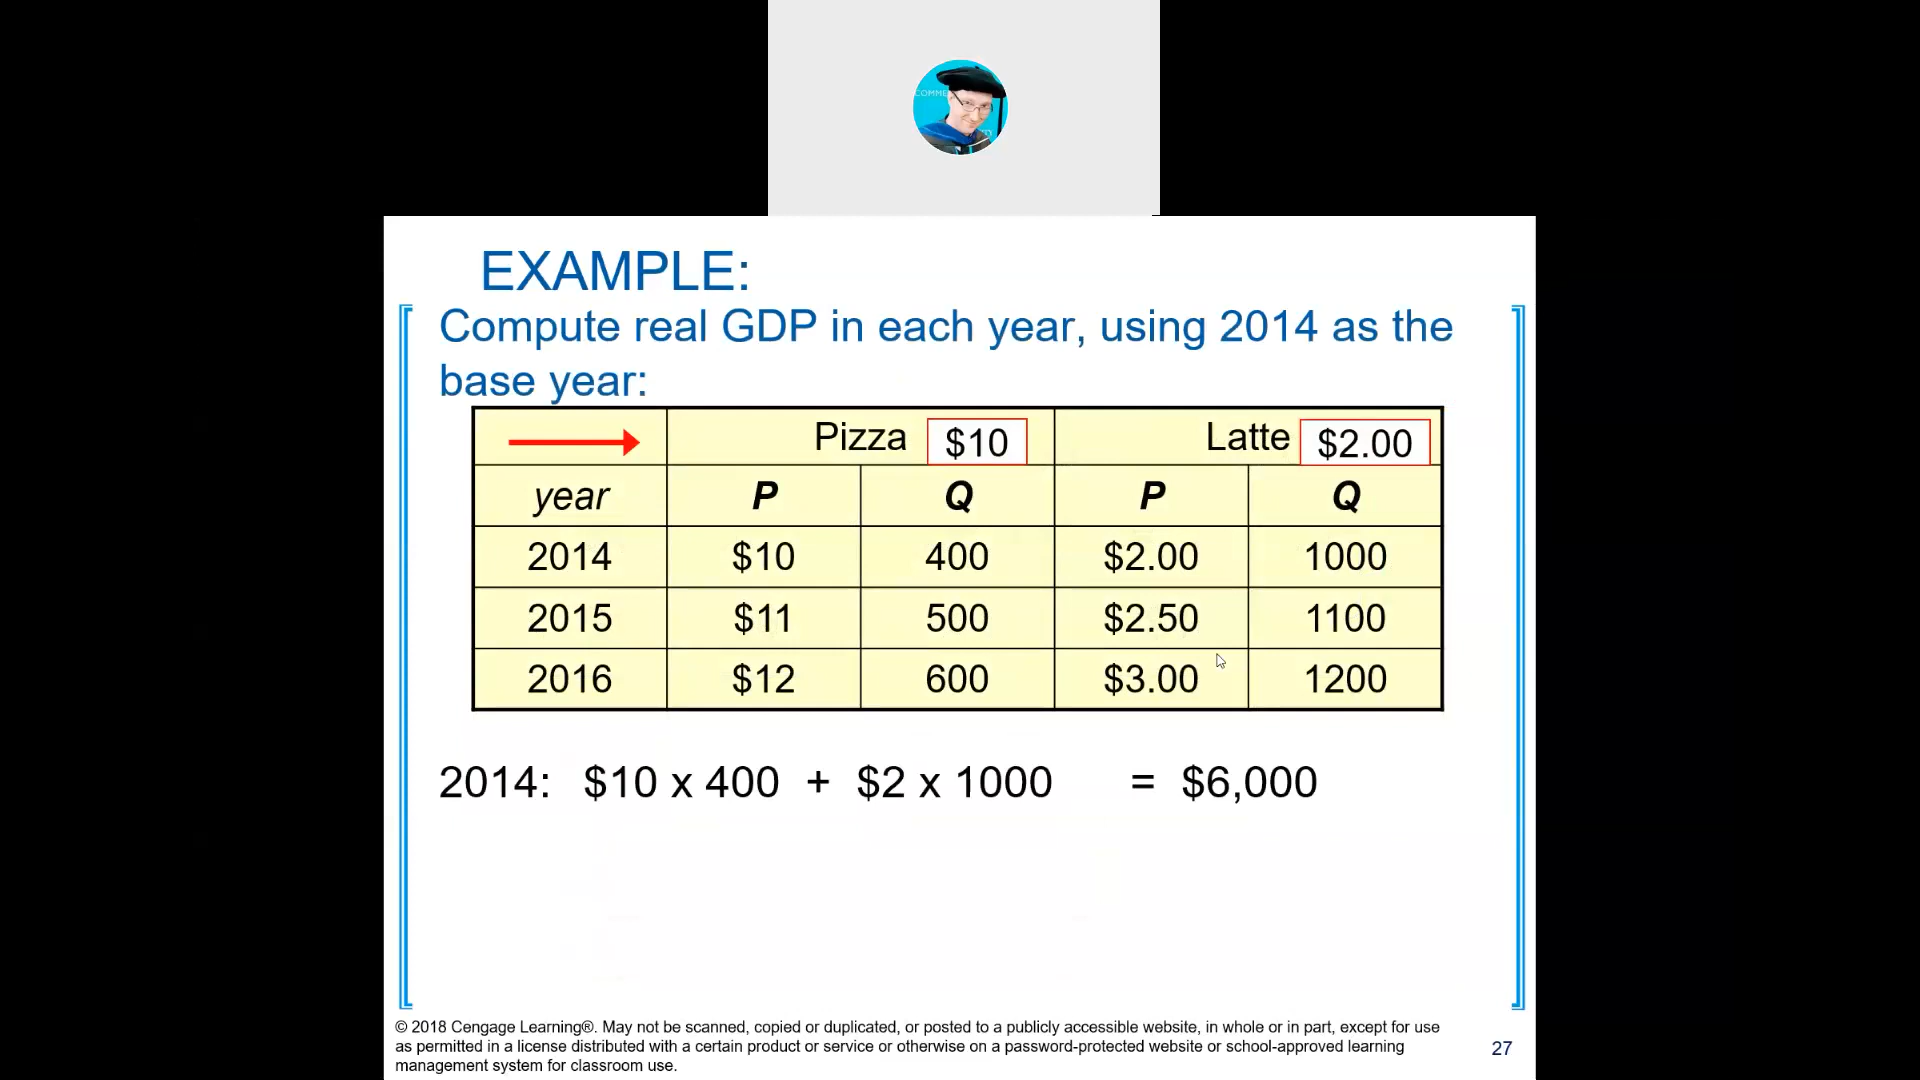 COMME
EXAMPLE:
Compute real GDP in each year, using 2014 as the
base year:
Pizza $10 Latte $2.00
year P Q P Q
2014 $10 400 $2.00 1000
2015 $11 500 $2.50 1100
2016 $12 600 $3.00 1200
2014: $10 x 400 + $2 x 1000 = $6,000
© 2018 Cengage Learning®. May not be scanned, copied or duplicated, or posted to a publicly accessible website, in whole or in part, except for use
as permitted in a license distributed with a certain product or service or otherwise on a password-protected website or school-approved learning
management system for classroom use.
27